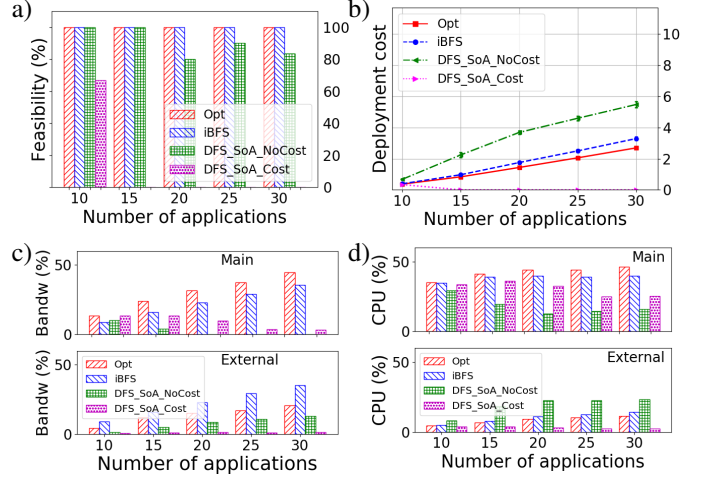 a)
Feasibility (%)
100
80
60
40
20
0
Opt
iBFS
DFS_SoA_NoCost
DFS_SoA_Cost
10 15 20 25 30
Number of applications
b)
Deployment cost
Opt
iBFS
DFS_SoA_NoCost
DFS_SoA_Cost
10
8
6
4
2
0
10 15 20 25 30
Number of applications
c)
Bandw (%)
50
0
Main
Bandw (%)
50
0
External
Opt
iBFS
DFS_SoA_NoCost
DFS_SoA_Cost
10 15 20 25 30
Number of applications
d)
CPU (%)
50
0
Main
CPU (%)
50
0
External
Opt
iBFS
DFS_SoA_NoCost
DFS_SoA_Cost
10 15 20 25 30
Number of applications